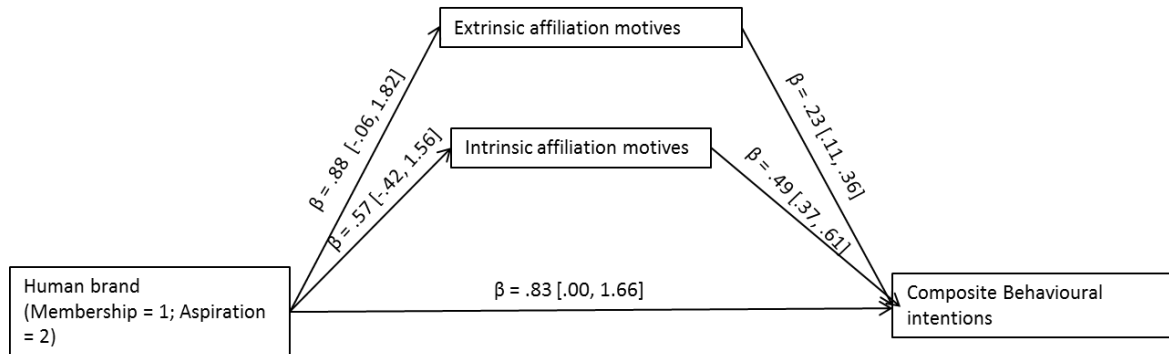 Extrinsic affiliation motives
β = .88 [-.06, 1.82]
β = .23 [.11, .36]
Intrinsic affiliation motives
β = .57 [-.42, 1.56]
β = .49 [.37, .61]
Human brand
(Membership = 1; Aspiration
= 2)
β = .83 [.00, 1.66]
Composite Behavioural
intentions